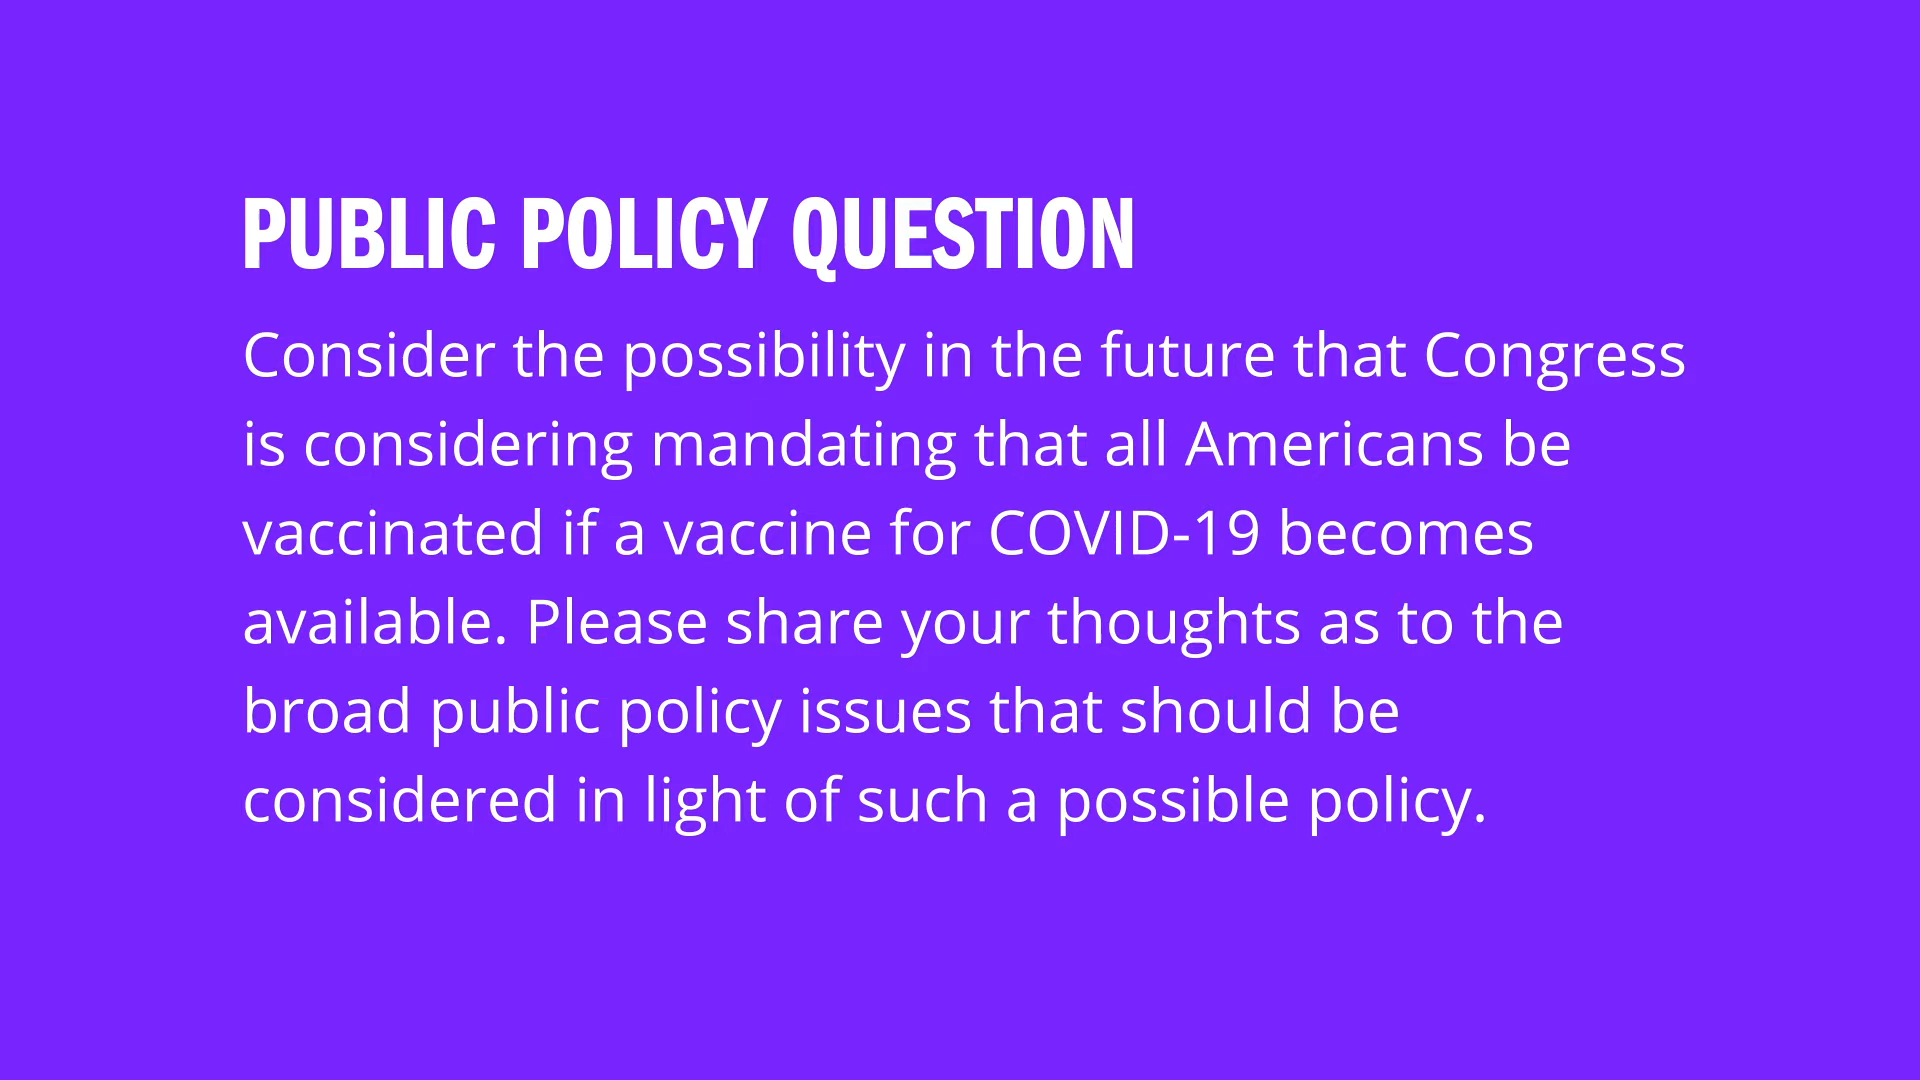 PUBLIC POLICY QUESTION
Consider the possibility in the future that Congress
is considering mandating that all Americans be
vaccinated if a vaccine for COVID-19 becomes
available. Please share your thoughts as to the
broad public policy issues that should be
considered in light of such a possible policy.